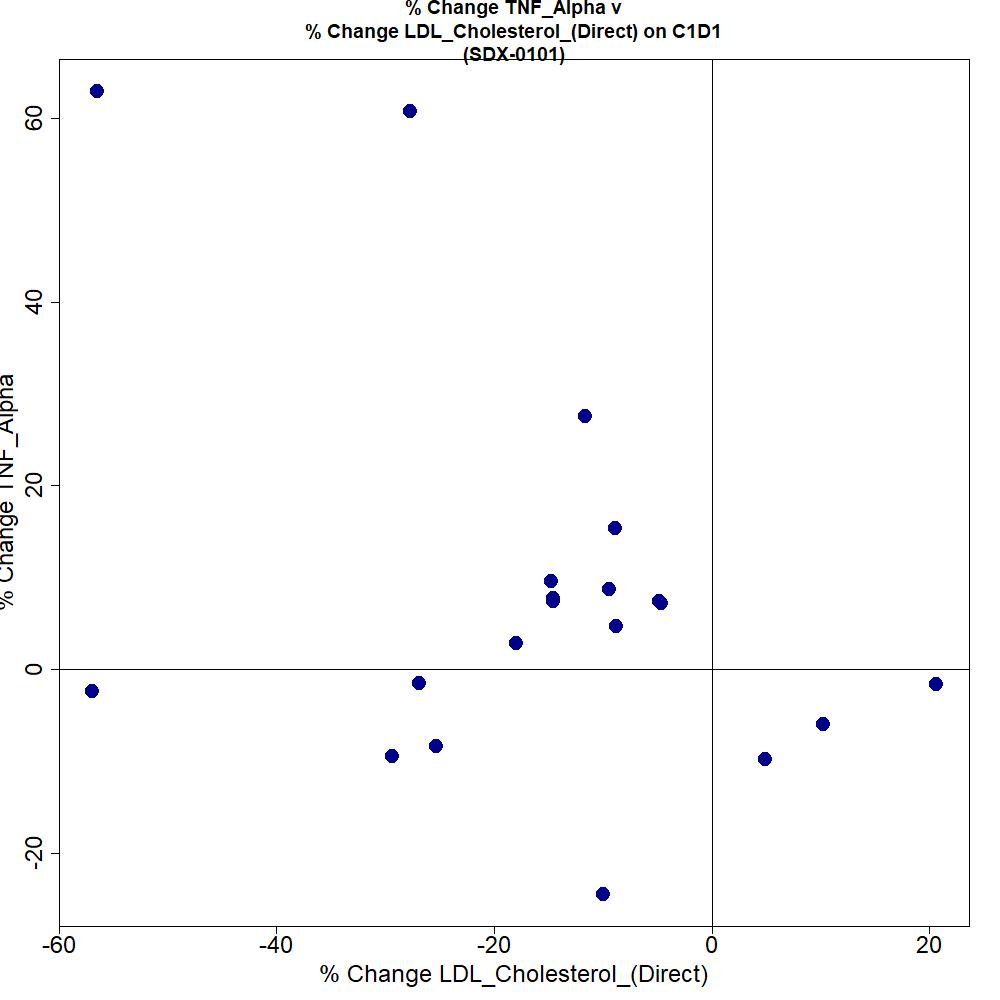 % Change TNF_Alpha v
% Change LDL_Cholesterol_(Direct) on C1D1
(SDX-0101)
% Change TNF_Alpha
60
40
20
0
-20
-60
-40
-20
0
20
% Change LDL_Cholesterol_(Direct)